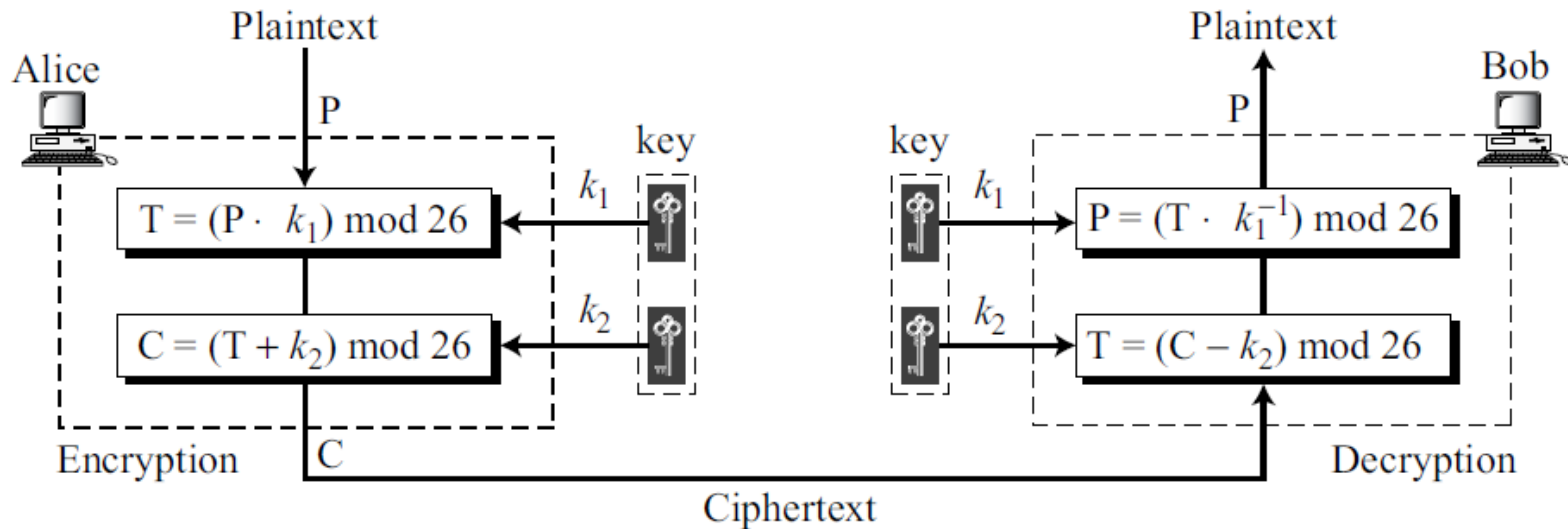 Plaintext
Alice
P
key
k₁
T = (P · k₁) mod 26
k₂
C = (T + k₂) mod 26
Encryption
C
Ciphertext
Plaintext
Bob
P
key
k₁
P = (T · k₁⁻¹) mod 26
k₂
T = (C − k₂) mod 26
Decryption